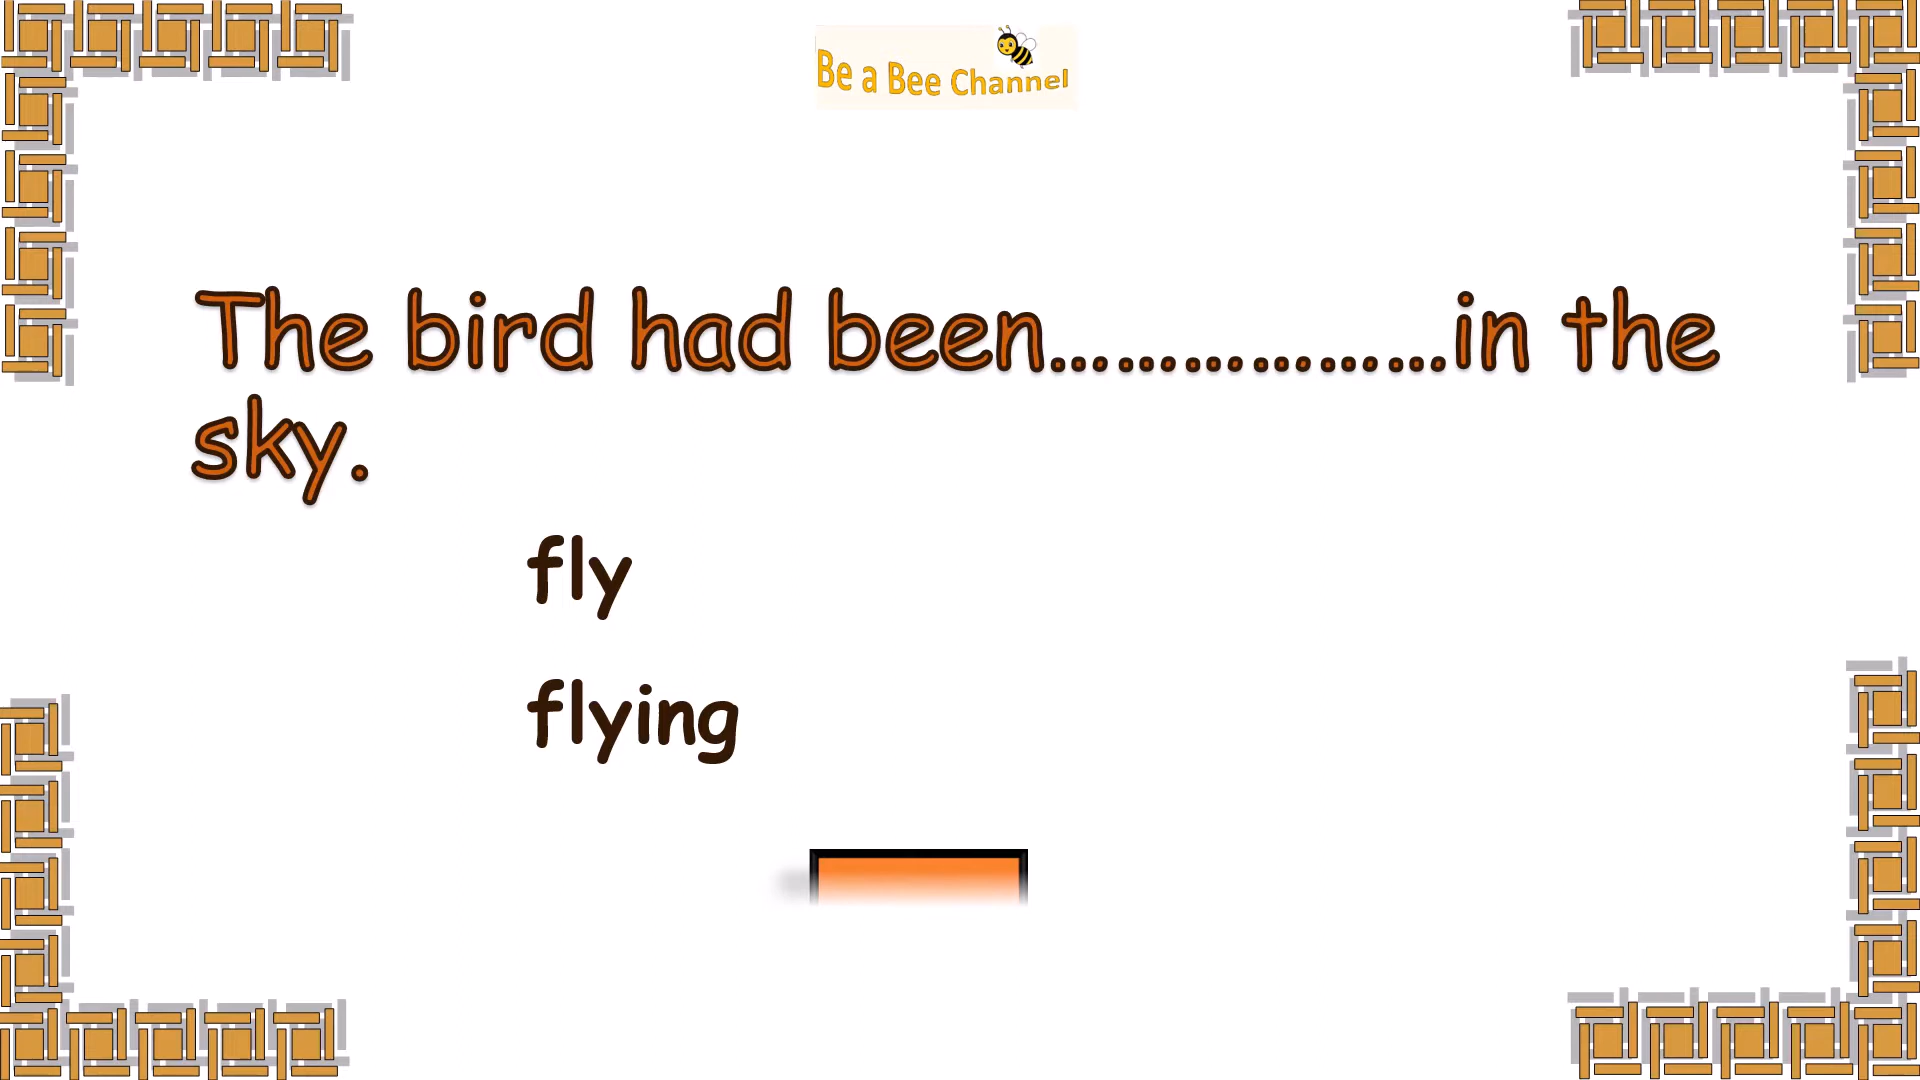 Be a Bee Channel
The bird had been..................in the
sky.
fly
flying